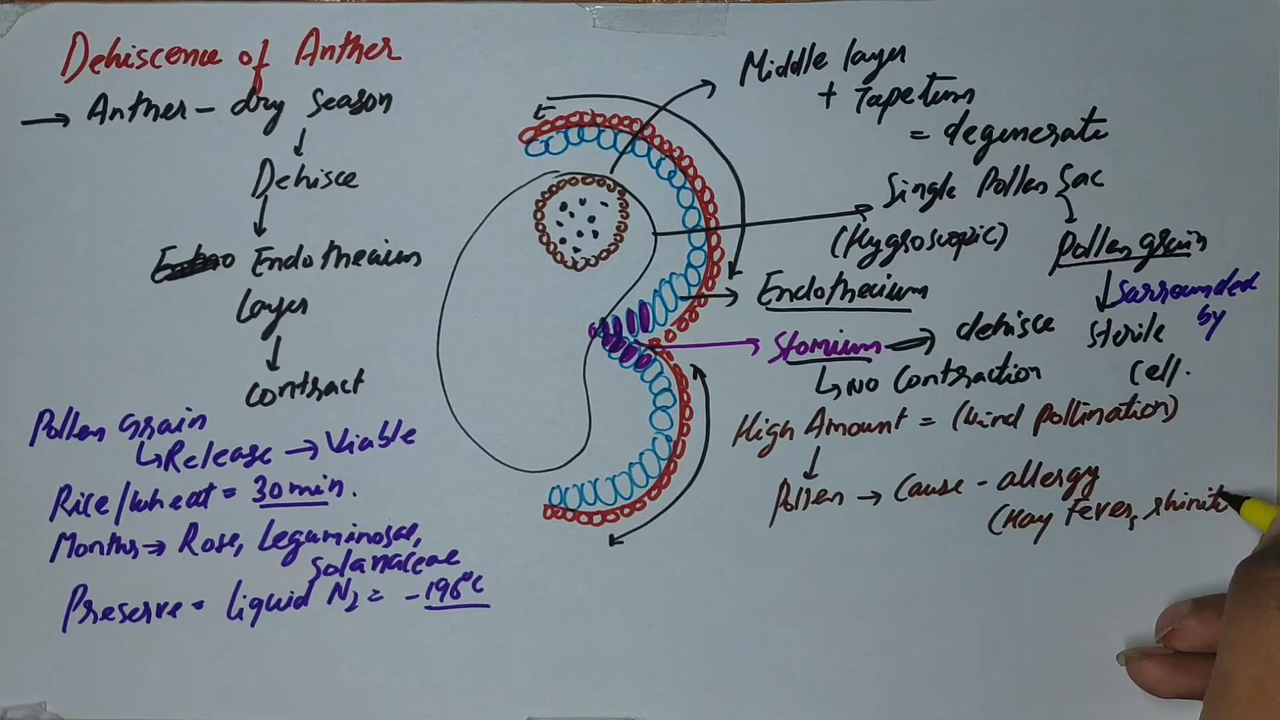 Dehiscence of Anther
→ Anther - dry season
Dehisce
Endothecium
layer
contract
Pollen Grain
Release → Viable
Rice/wheat = 30 min.
Months → Rose, Leguminosae,
Solanaceae
Preserve = liquid N₂ = -196°C
Middle layer
+ Tapetum
= degenerate
Single Pollen Sac
(Hygroscopic)
Pollen grain
Sarrounded
by
Sterile
cell.
Endothecium
Stomium → dehisce
NO Contraction
High Amount = (wind pollination)
Pollen → Cause - allergy
(Hay Fever, rhinit